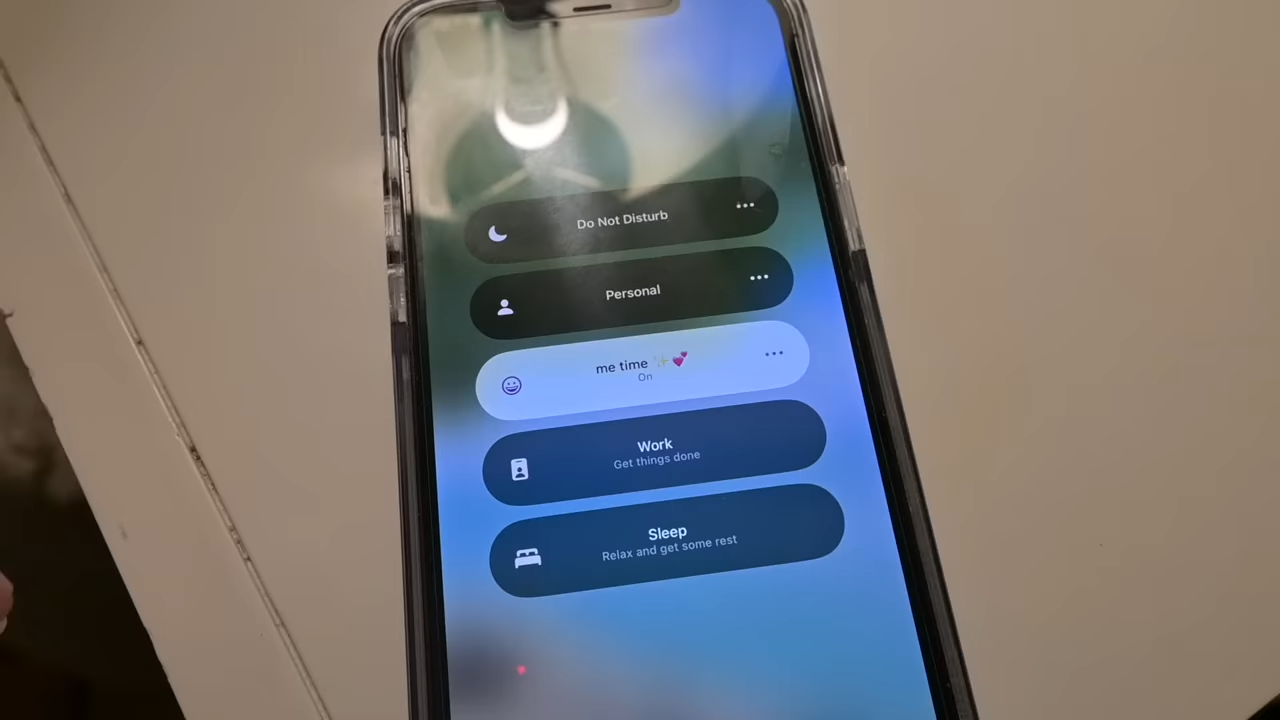 Do Not Disturb
Personal
me time ✨💕
On
Work
Get things done
Sleep
Relax and get some rest